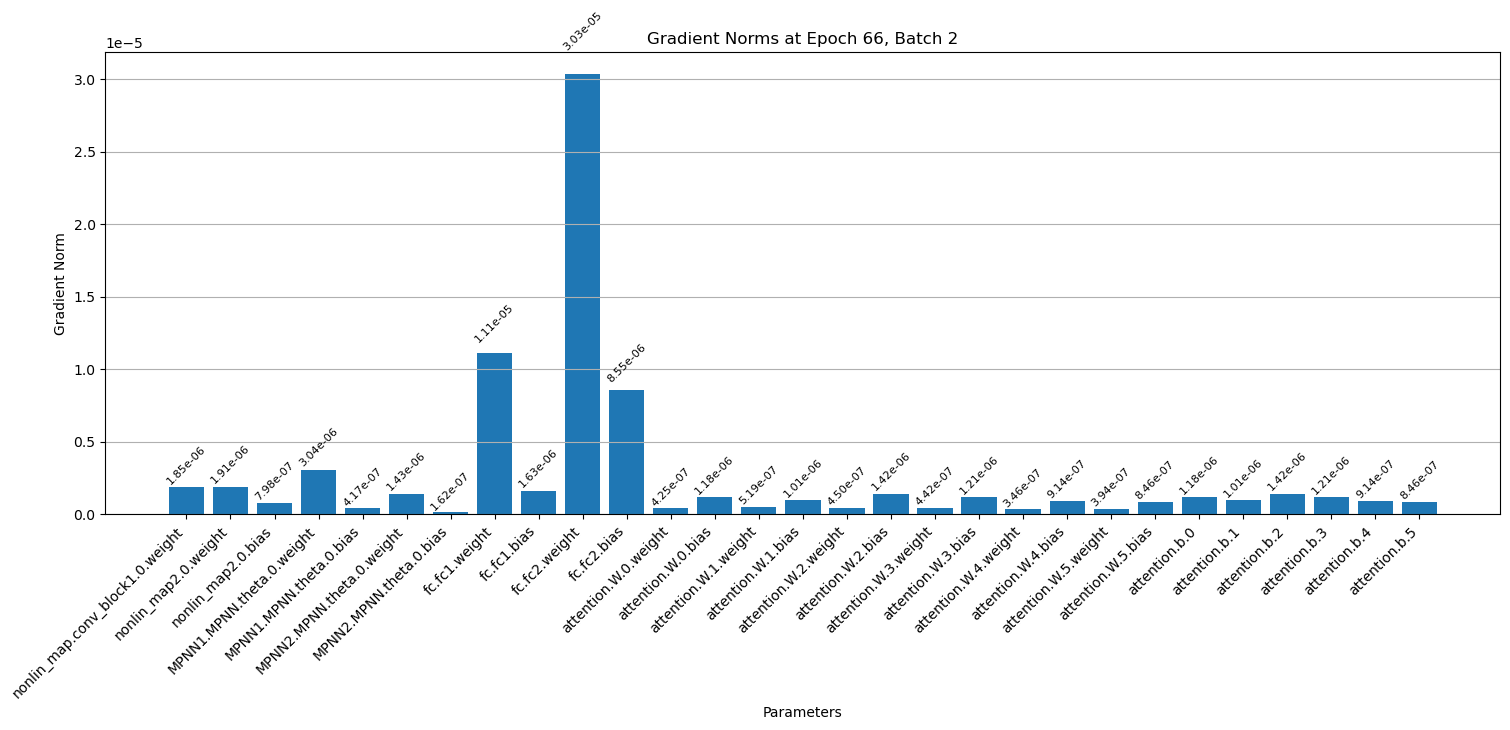 Gradient Norms at Epoch 66, Batch 2
1e−5
3.0
2.5
2.0
1.5
1.0
0.5
0.0
Gradient Norm
1.85e-06
1.91e-06
7.98e-07
3.04e-06
4.17e-07
1.43e-06
1.62e-07
1.11e-05
1.63e-06
3.03e-05
8.55e-06
4.25e-07
1.18e-06
5.19e-07
1.01e-06
4.50e-07
1.42e-06
4.42e-07
1.21e-06
3.46e-07
9.14e-07
3.94e-07
8.46e-07
1.18e-06
1.01e-06
1.42e-06
1.21e-06
9.14e-07
8.46e-07
nonlin_map.conv_block1.0.weight
nonlin_map2.0.weight
nonlin_map2.0.bias
MPNN1.MPNN.theta.0.weight
MPNN1.MPNN.theta.0.bias
MPNN2.MPNN.theta.0.weight
MPNN2.MPNN.theta.0.bias
fc.fc1.weight
fc.fc1.bias
fc.fc2.weight
fc.fc2.bias
attention.W.0.weight
attention.W.0.bias
attention.W.1.weight
attention.W.1.bias
attention.W.2.weight
attention.W.2.bias
attention.W.3.weight
attention.W.3.bias
attention.W.4.weight
attention.W.4.bias
attention.W.5.weight
attention.W.5.bias
attention.b.0
attention.b.1
attention.b.2
attention.b.3
attention.b.4
attention.b.5
Parameters